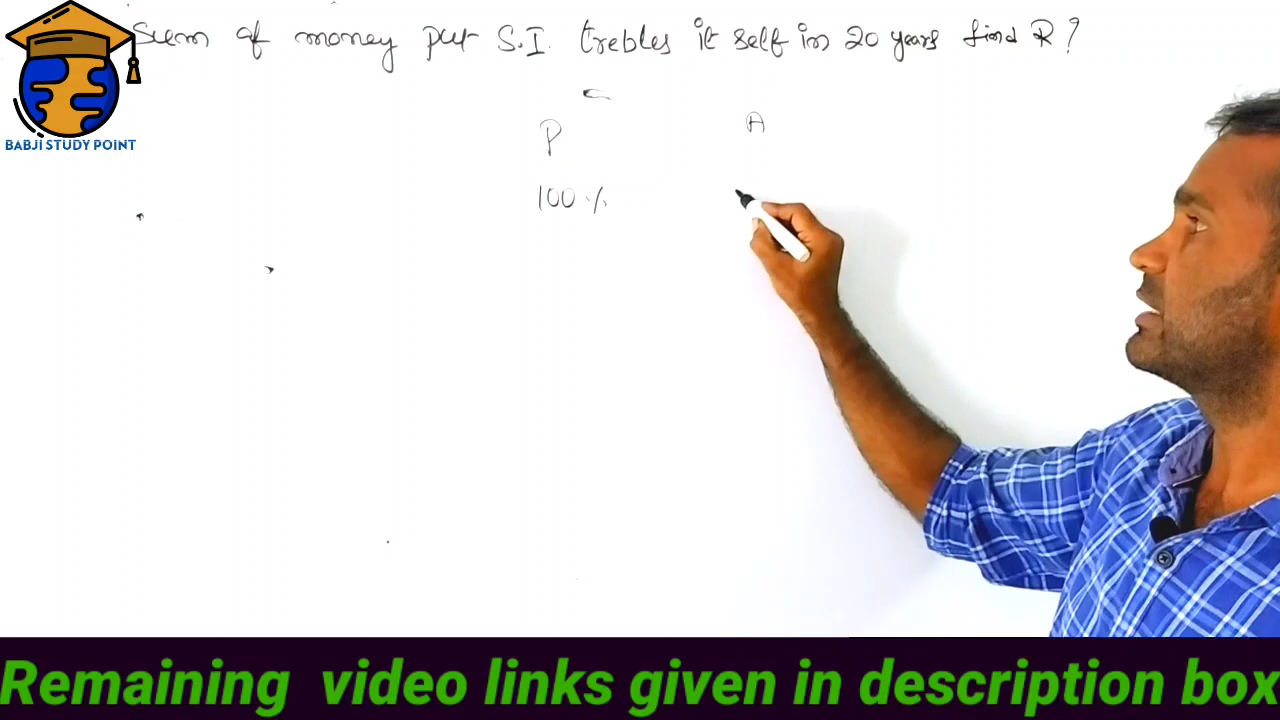 Sum of money put S.I. trebles it self in 20 years find R?
P A
100 %
BABJI STUDY POINT
Remaining video links given in description box